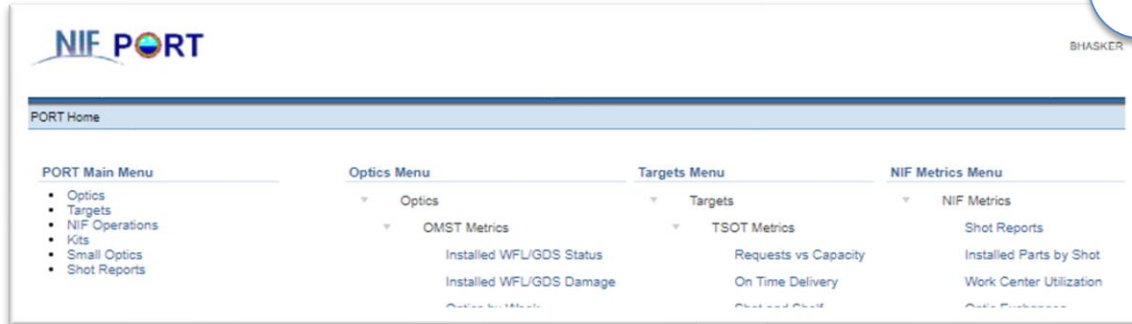 NIF PORT
BHASKER
PORT Home
PORT Main Menu
Optics
Targets
NIF Operations
Kits
Small Optics
Shot Reports
Optics Menu
Optics
OMST Metrics
Installed WFL/GDS Status
Installed WFL/GDS Damage
Targets Menu
Targets
TSOT Metrics
Requests vs Capacity
On Time Delivery
NIF Metrics Menu
NIF Metrics
Shot Reports
Installed Parts by Shot
Work Center Utilization